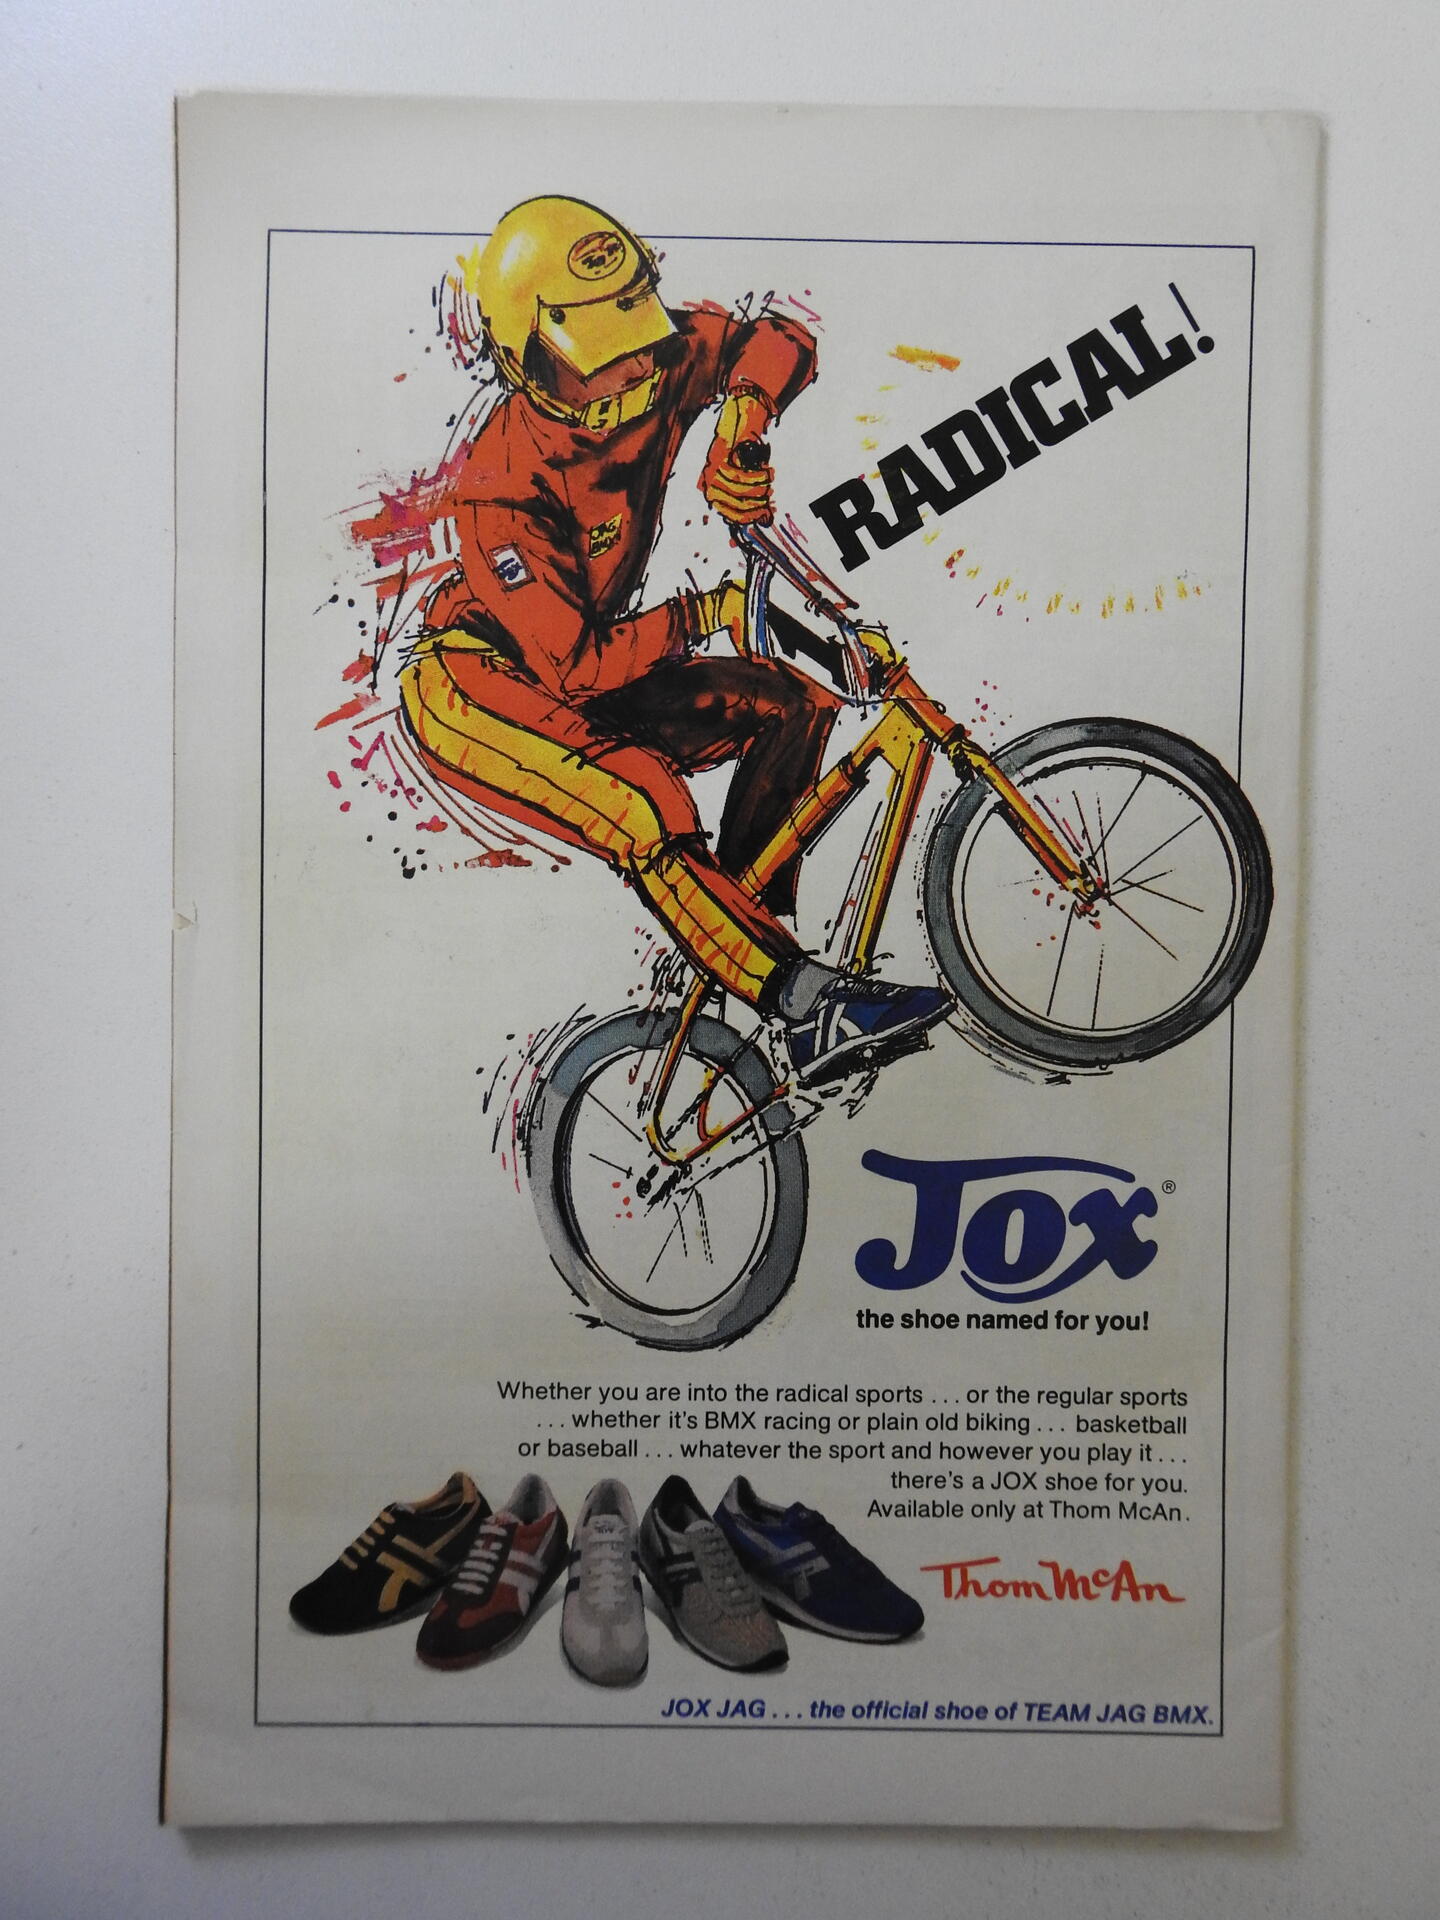 RADICAL!
JAG
BMX
1
Jox®
the shoe named for you!
Whether you are into the radical sports ... or the regular sports
... whether it's BMX racing or plain old biking ... basketball
or baseball ... whatever the sport and however you play it ...
there's a JOX shoe for you.
Available only at Thom McAn.
Thom McAn
JOX JAG ... the official shoe of TEAM JAG BMX.